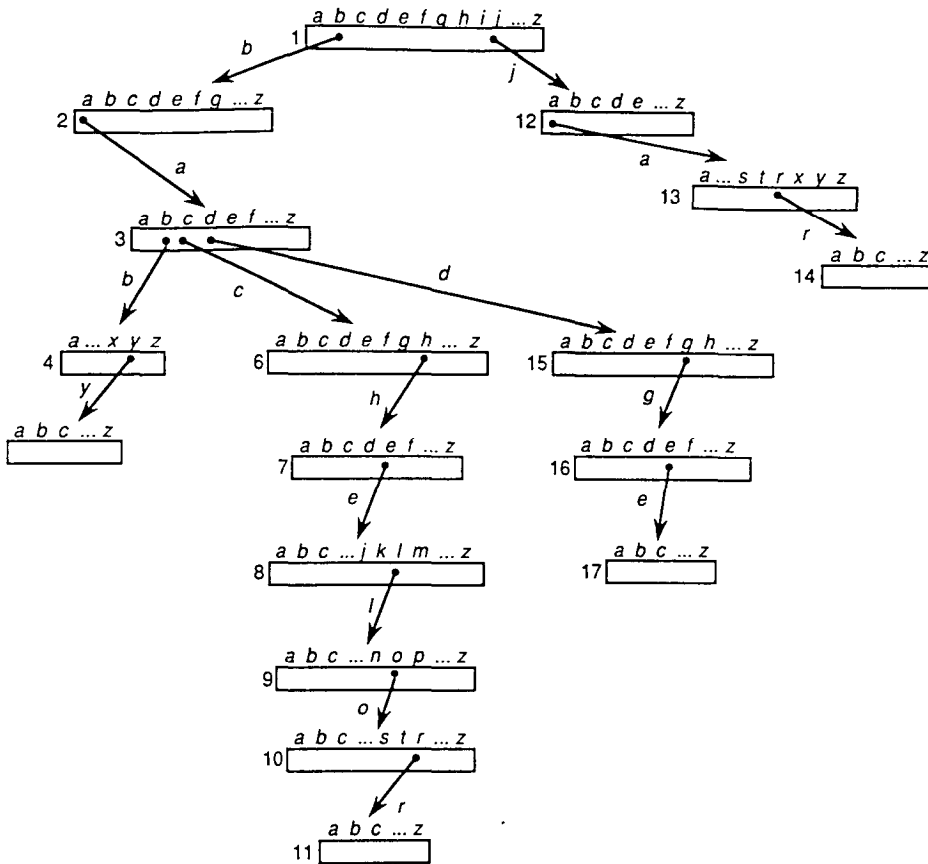 a b c d e f g h i j ... z
1
b
j
a b c d e f g ... z
2
a b c d e ... z
12
a
a
a ... s t r x y z
13
a b c d e f ... z
3
r
b
c
d
a b c ... z
14
a ... x y z
4
a b c d e f g h ... z
6
a b c d e f g h ... z
15
y
h
g
a b c ... z
a b c d e f ... z
7
a b c d e f ... z
16
e
e
a b c ... j k l m ... z
8
a b c ... z
17
l
a b c ... n o p ... z
9
o
a b c ... s t r ... z
10
r
a b c ... z
11